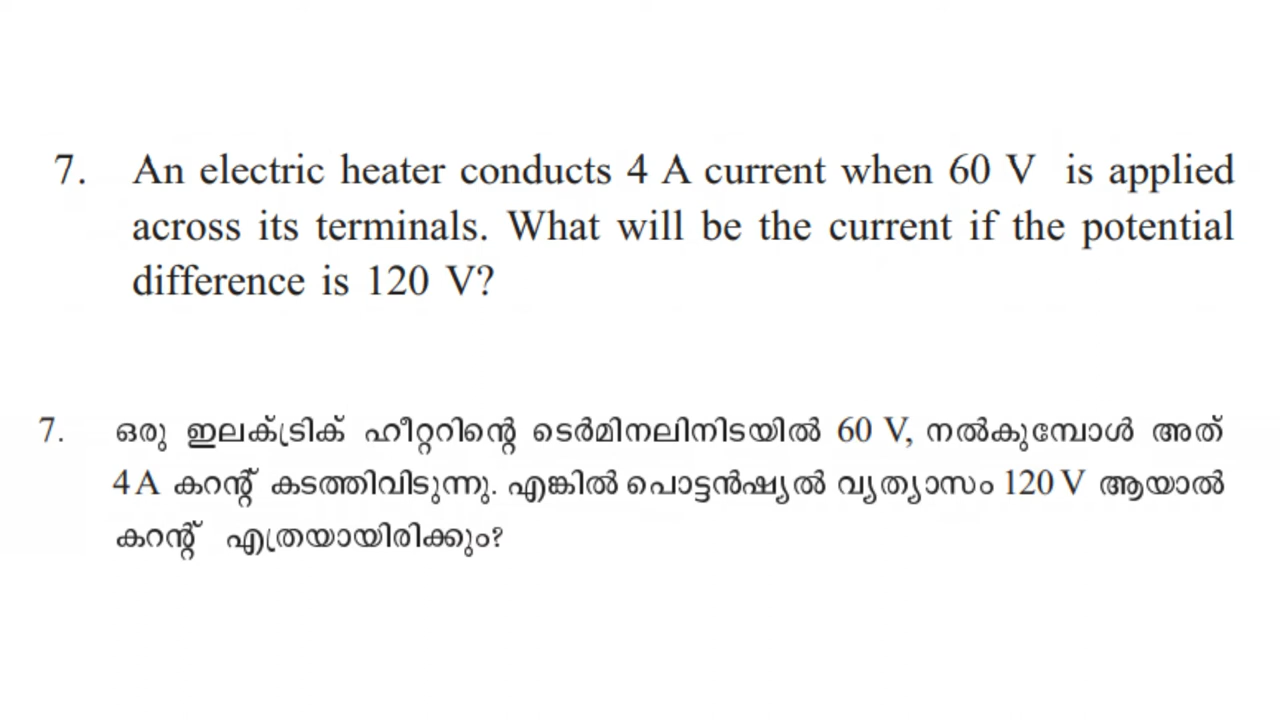 7. An electric heater conducts 4 A current when 60 V is applied
across its terminals. What will be the current if the potential
difference is 120 V?
7. ഒരു ഇലക്ട്രിക് ഹീറ്ററിന്റെ ടെർമിനലിനിടയിൽ 60 V, നൽകുമ്പോൾ അത്
4 A കറന്റ് കടത്തിവിടുന്നു. എങ്കിൽ പൊട്ടൻഷ്യൽ വ്യത്യാസം 120 V ആയാൽ
കറന്റ് എത്രയായിരിക്കും?